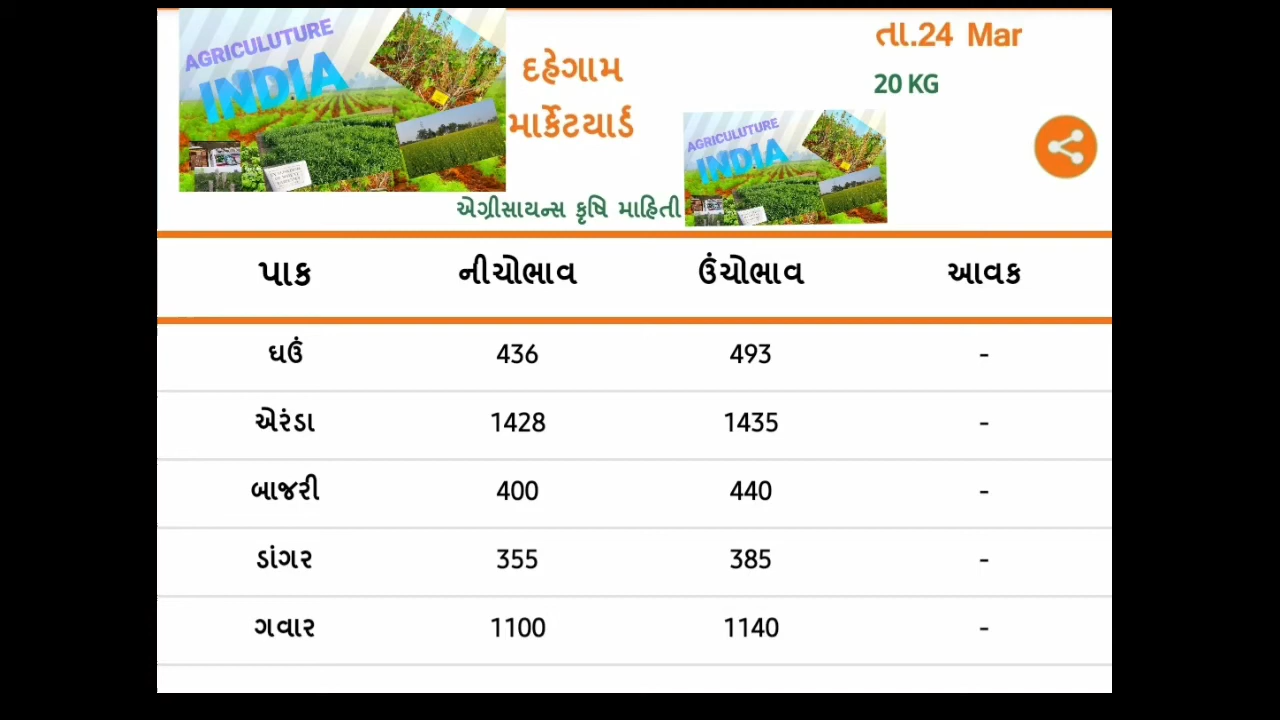 AGRICULUTURE
INDIA
દહેગામ
માર્કેટયાર્ડ
તા.24 Mar
20 KG
AGRICULUTURE
INDIA
એગ્રીસાયન્સ કૃષિ માહિતી
પાક નીચોભાવ ઉંચોભાવ આવક
ઘઉં 436 493 -
એરંડા 1428 1435 -
બાજરી 400 440 -
ડાંગર 355 385 -
ગવાર 1100 1140 -